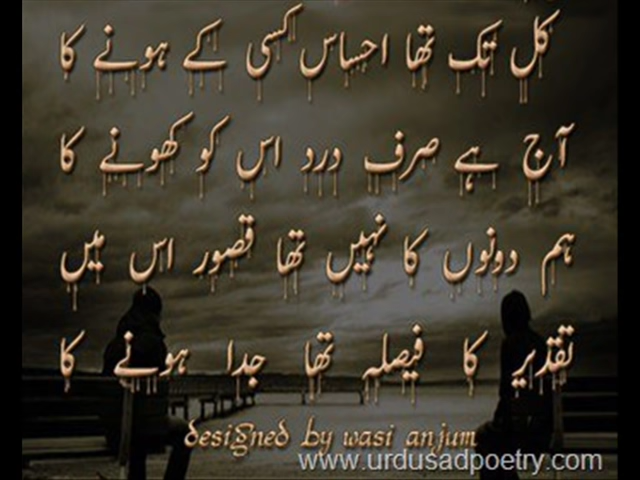 کل تک تھا احساس کسی کے ہونے کا
آج ہے صرف درد اس کو کھونے کا
ہم دونوں کا نہیں تھا قصور اس میں
تقدیر کا فیصلہ تھا جدا ہونے کا
designed by wasi anjum
www.urdusadpoetry.com